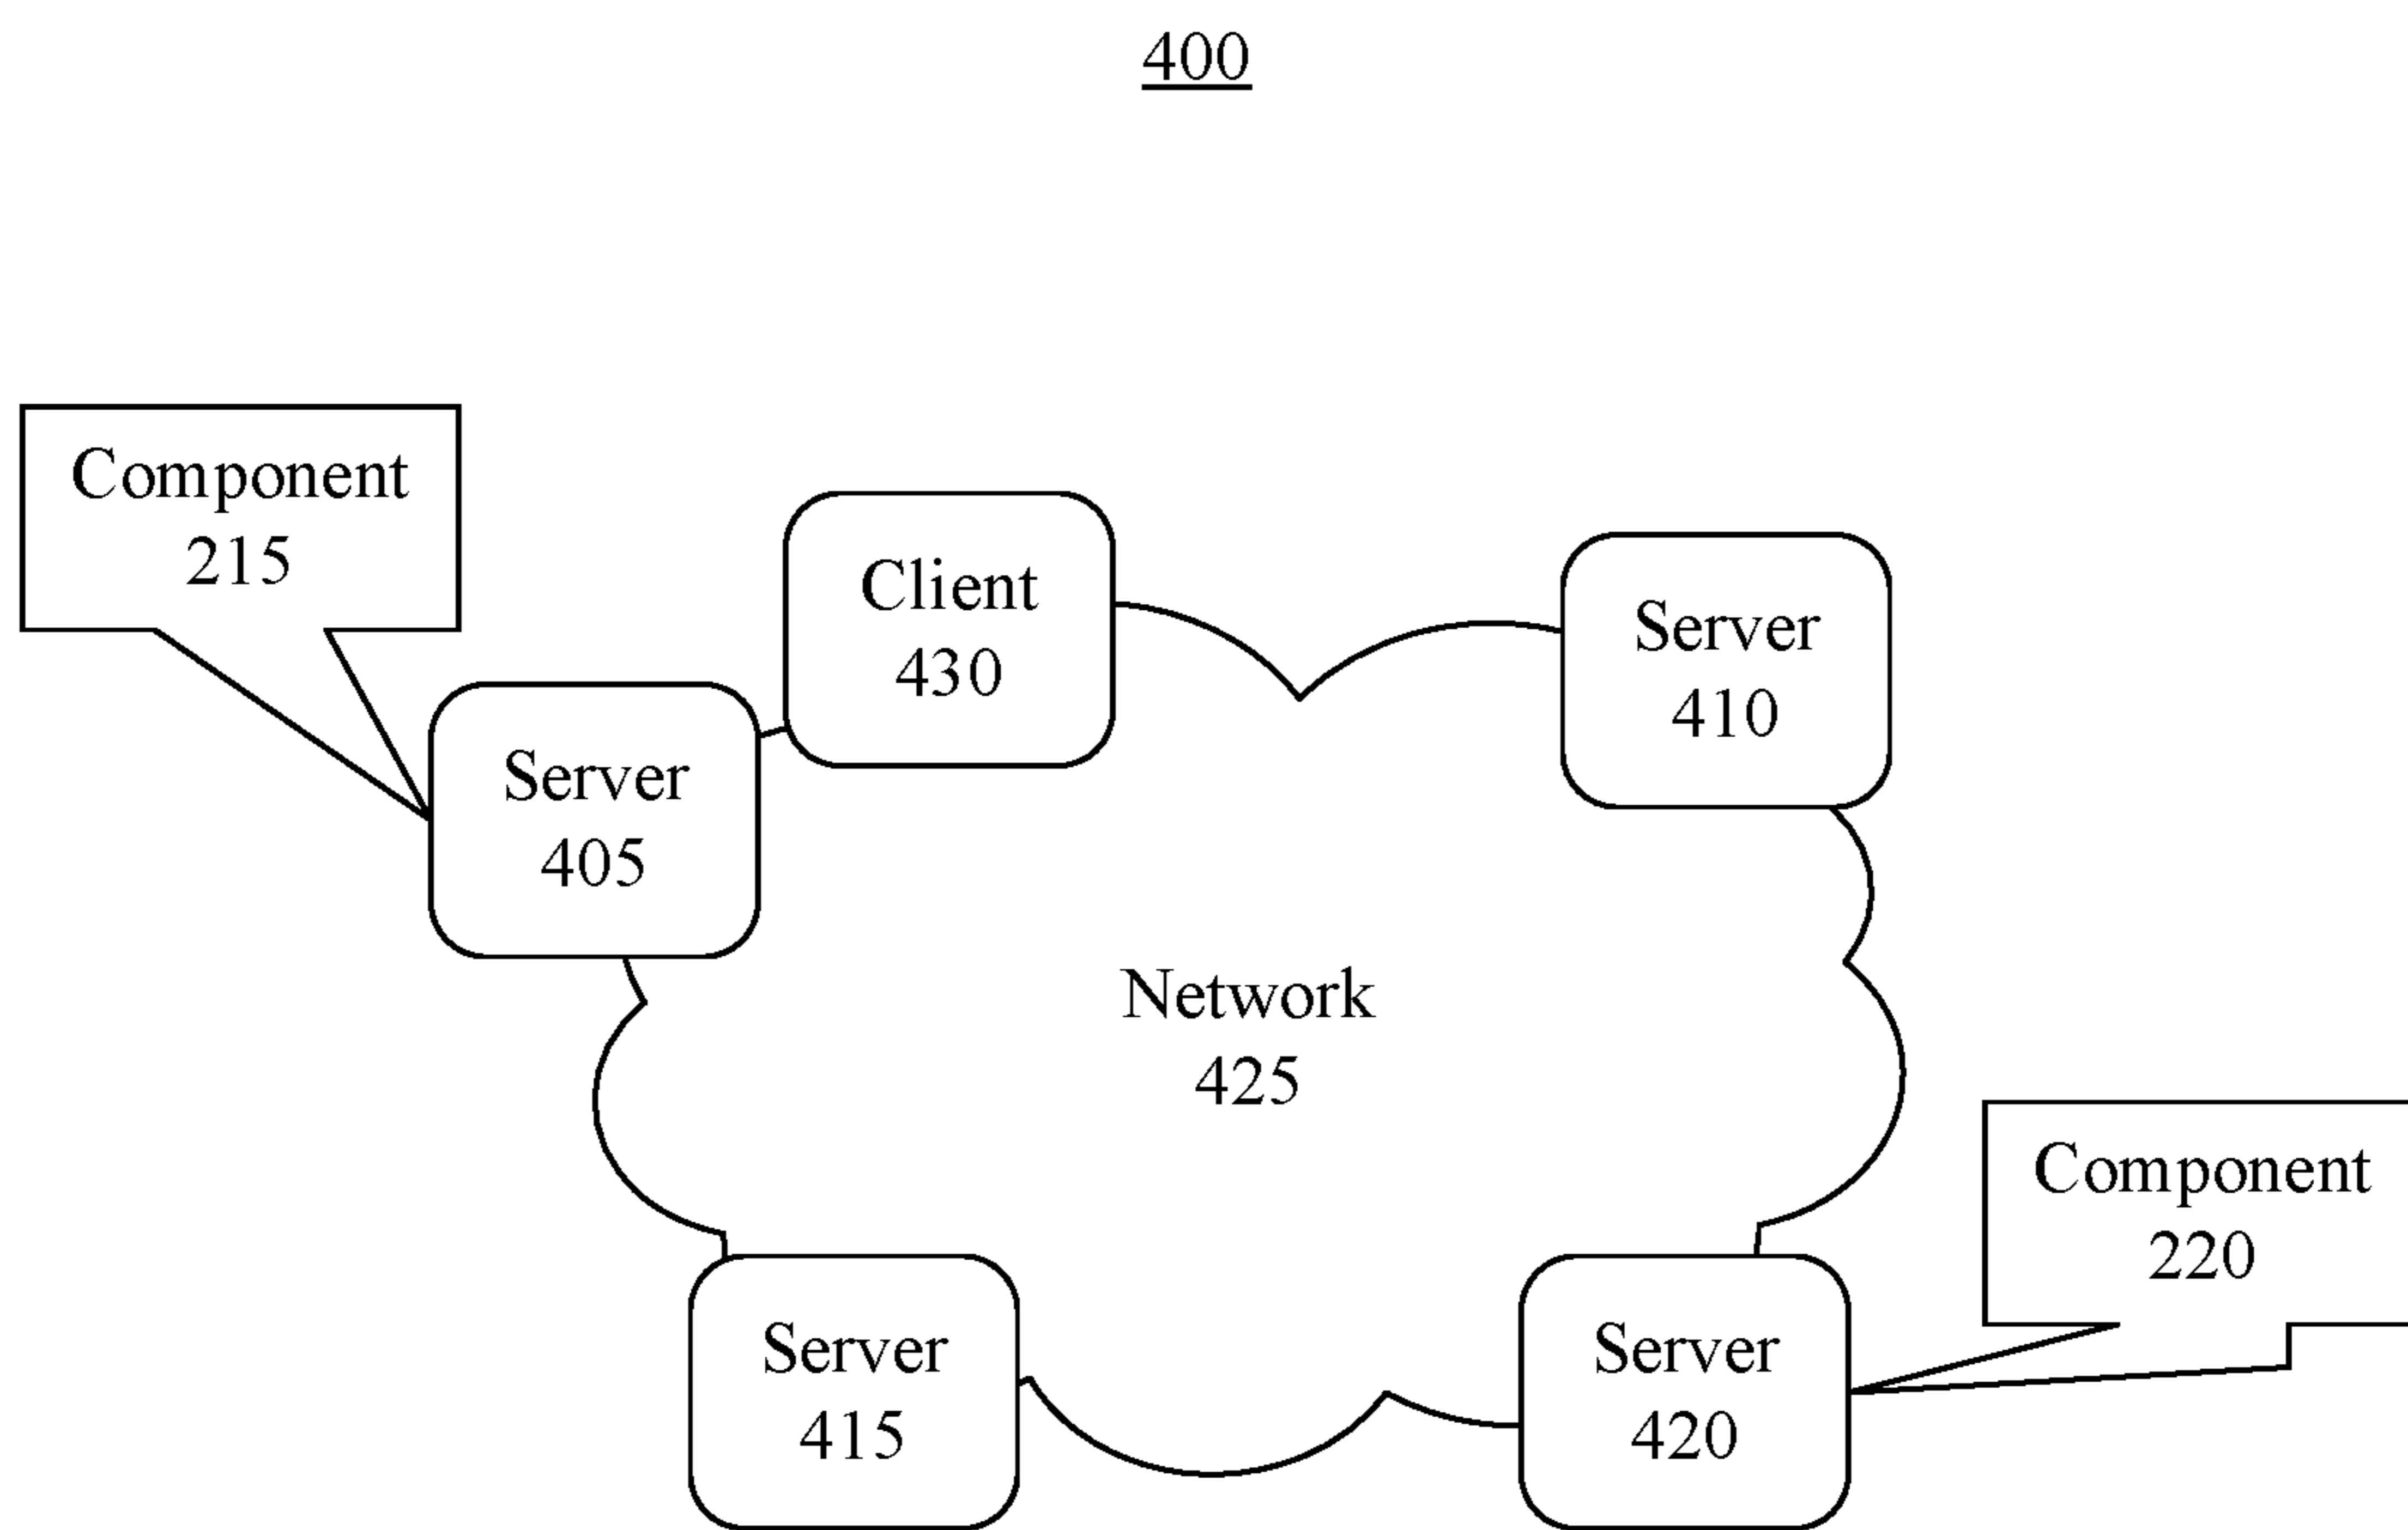 400
Component
215
Client
430
Server
410
Server
405
Network
425
Component
220
Server
415
Server
420